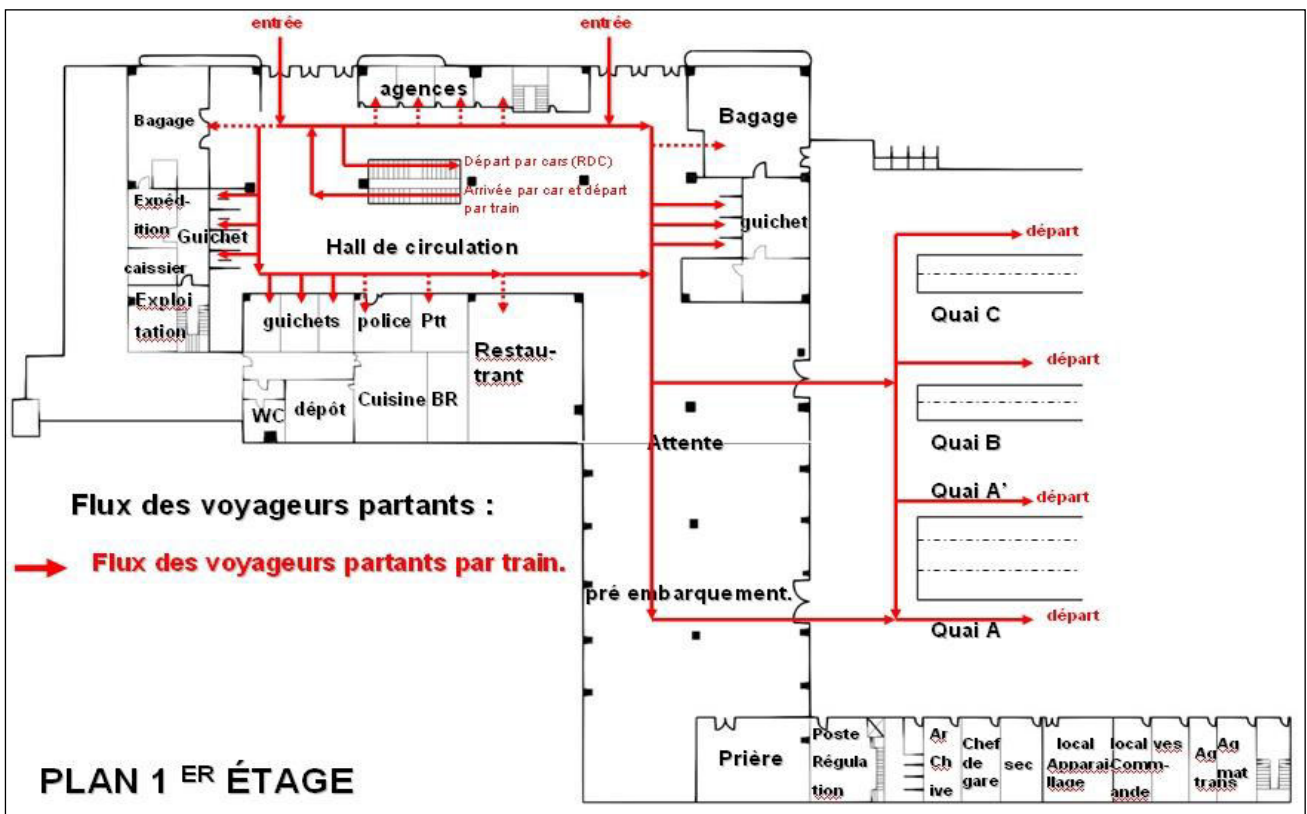 entrée
entrée
agences
Bagage
Bagage
Départ par cars (RDC)
Arrivée par car et départ
par train
Expéd-
ition
Guichet
guichet
caissier
Hall de circulation
départ
Exploi
tation
guichets
police
Ptt
Quai C
Restau-
trant
départ
Cuisine
BR
WC
dépôt
Attente
Quai B
Quai A’
départ
Flux des voyageurs partants :
Flux des voyageurs partants par train.
pré embarquement.
départ
Quai A
Prière
Poste
Régula
tion
Ar
Ch
ive
Chef
de
gare
sec
local
Apparai-
llage
local
Comm-
ande
ves
Ag
trans
Ag
mat
PLAN 1 ER ÉTAGE